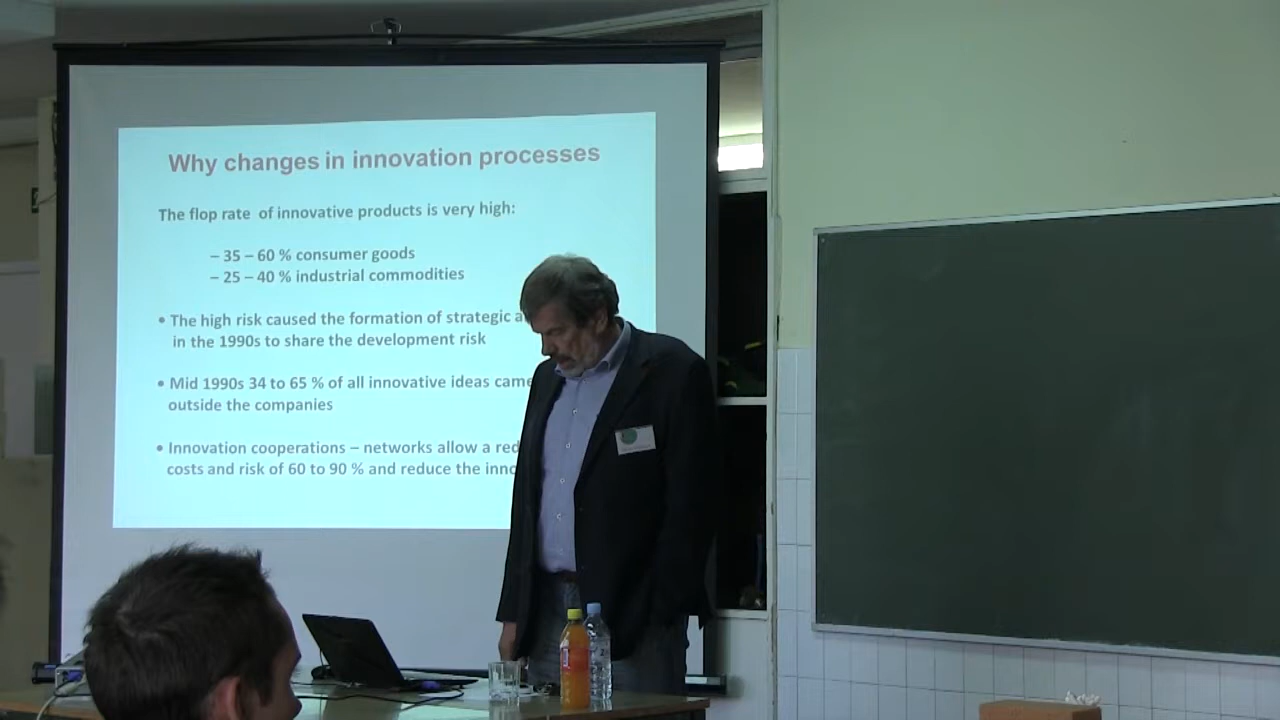 Why changes in innovation processes
The flop rate of innovative products is very high:
– 35 – 60 % consumer goods
– 25 – 40 % industrial commodities
• The high risk caused the formation of strategic
in the 1990s to share the development risk
• Mid 1990s 34 to 65 % of all innovative ideas came
outside the companies
• Innovation cooperations – networks allow a
costs and risk of 60 to 90 % and reduce the